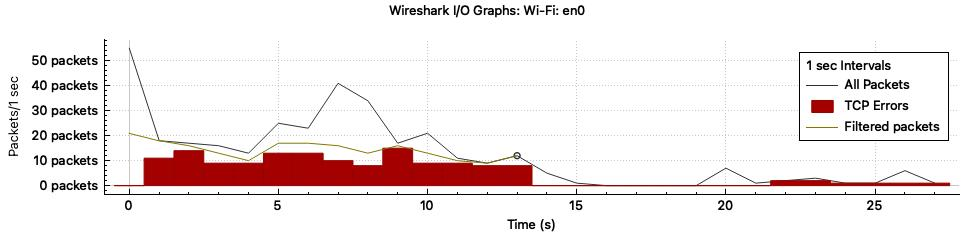 Wireshark I/O Graphs: Wi-Fi: en0
Packets/1 sec
50 packets
40 packets
30 packets
20 packets
10 packets
0 packets
1 sec Intervals
All Packets
TCP Errors
Filtered packets
0 5 10 15 20 25
Time (s)